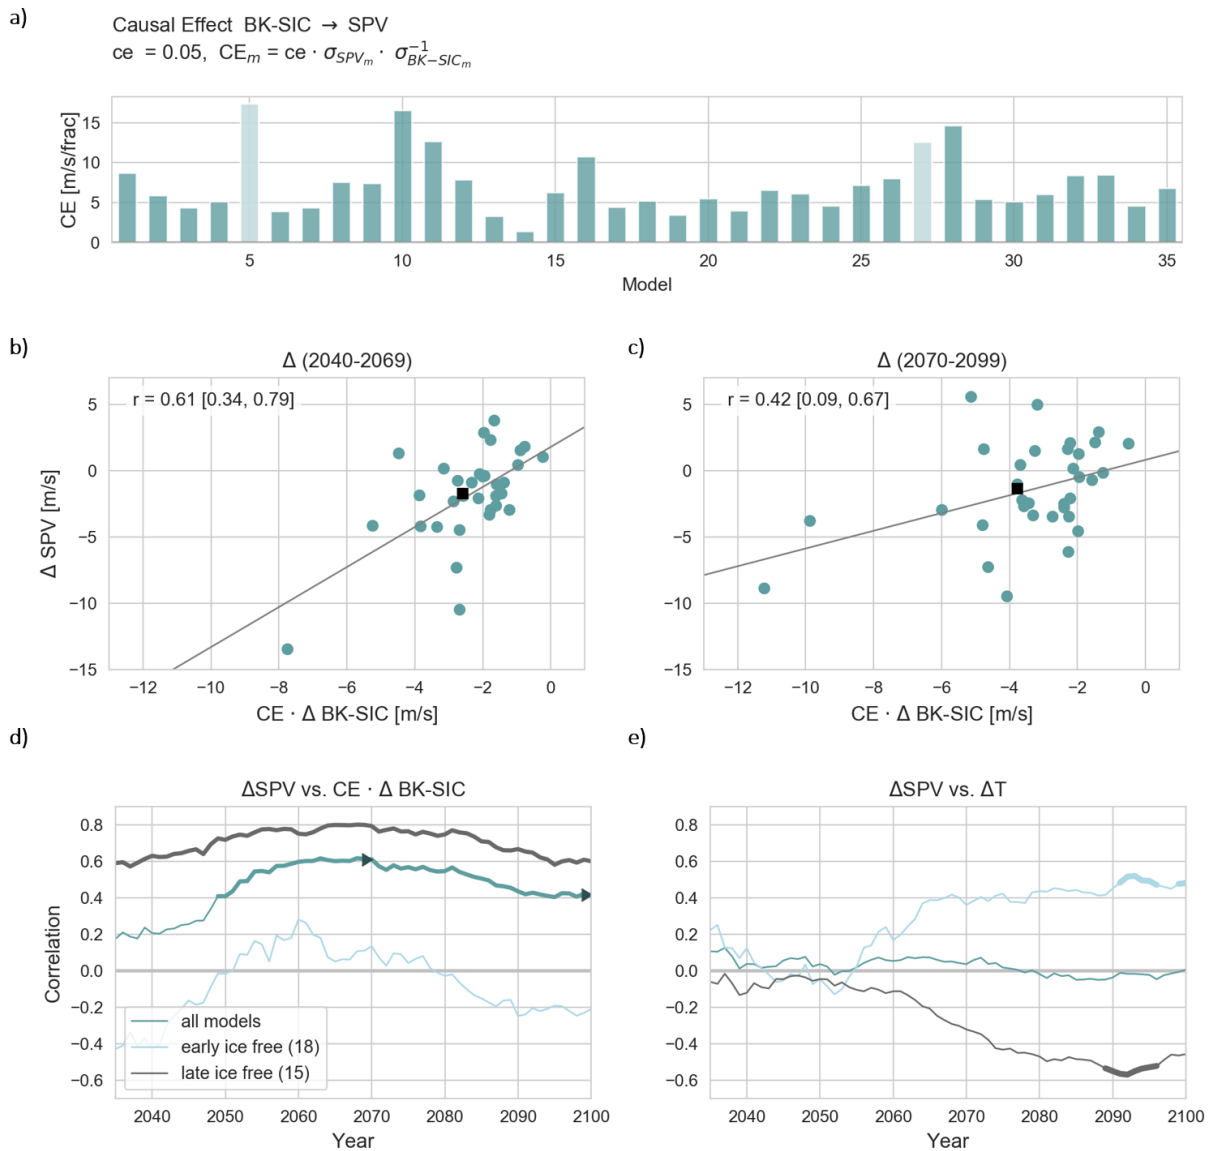 a)
Causal Effect BK-SIC → SPV
ce = 0.05, CEₘ = ce · σ_SPVₘ · σ⁻¹_BK−SICₘ
CE [m/s/frac]
15
10
5
0
5 10 15 20 25 30 35
Model
b)
Δ (2040-2069)
r = 0.61 [0.34, 0.79]
Δ SPV [m/s]
5
0
−5
−10
−15
−12 −10 −8 −6 −4 −2 0
CE · Δ BK-SIC [m/s]
c)
Δ (2070-2099)
r = 0.42 [0.09, 0.67]
5
0
−5
−10
−15
−12 −10 −8 −6 −4 −2 0
CE · Δ BK-SIC [m/s]
d)
ΔSPV vs. CE · Δ BK-SIC
Correlation
0.8
0.6
0.4
0.2
0.0
−0.2
−0.4
−0.6
all models
early ice free (18)
late ice free (15)
2040 2050 2060 2070 2080 2090 2100
Year
e)
ΔSPV vs. ΔT
0.8
0.6
0.4
0.2
0.0
−0.2
−0.4
−0.6
2040 2050 2060 2070 2080 2090 2100
Year